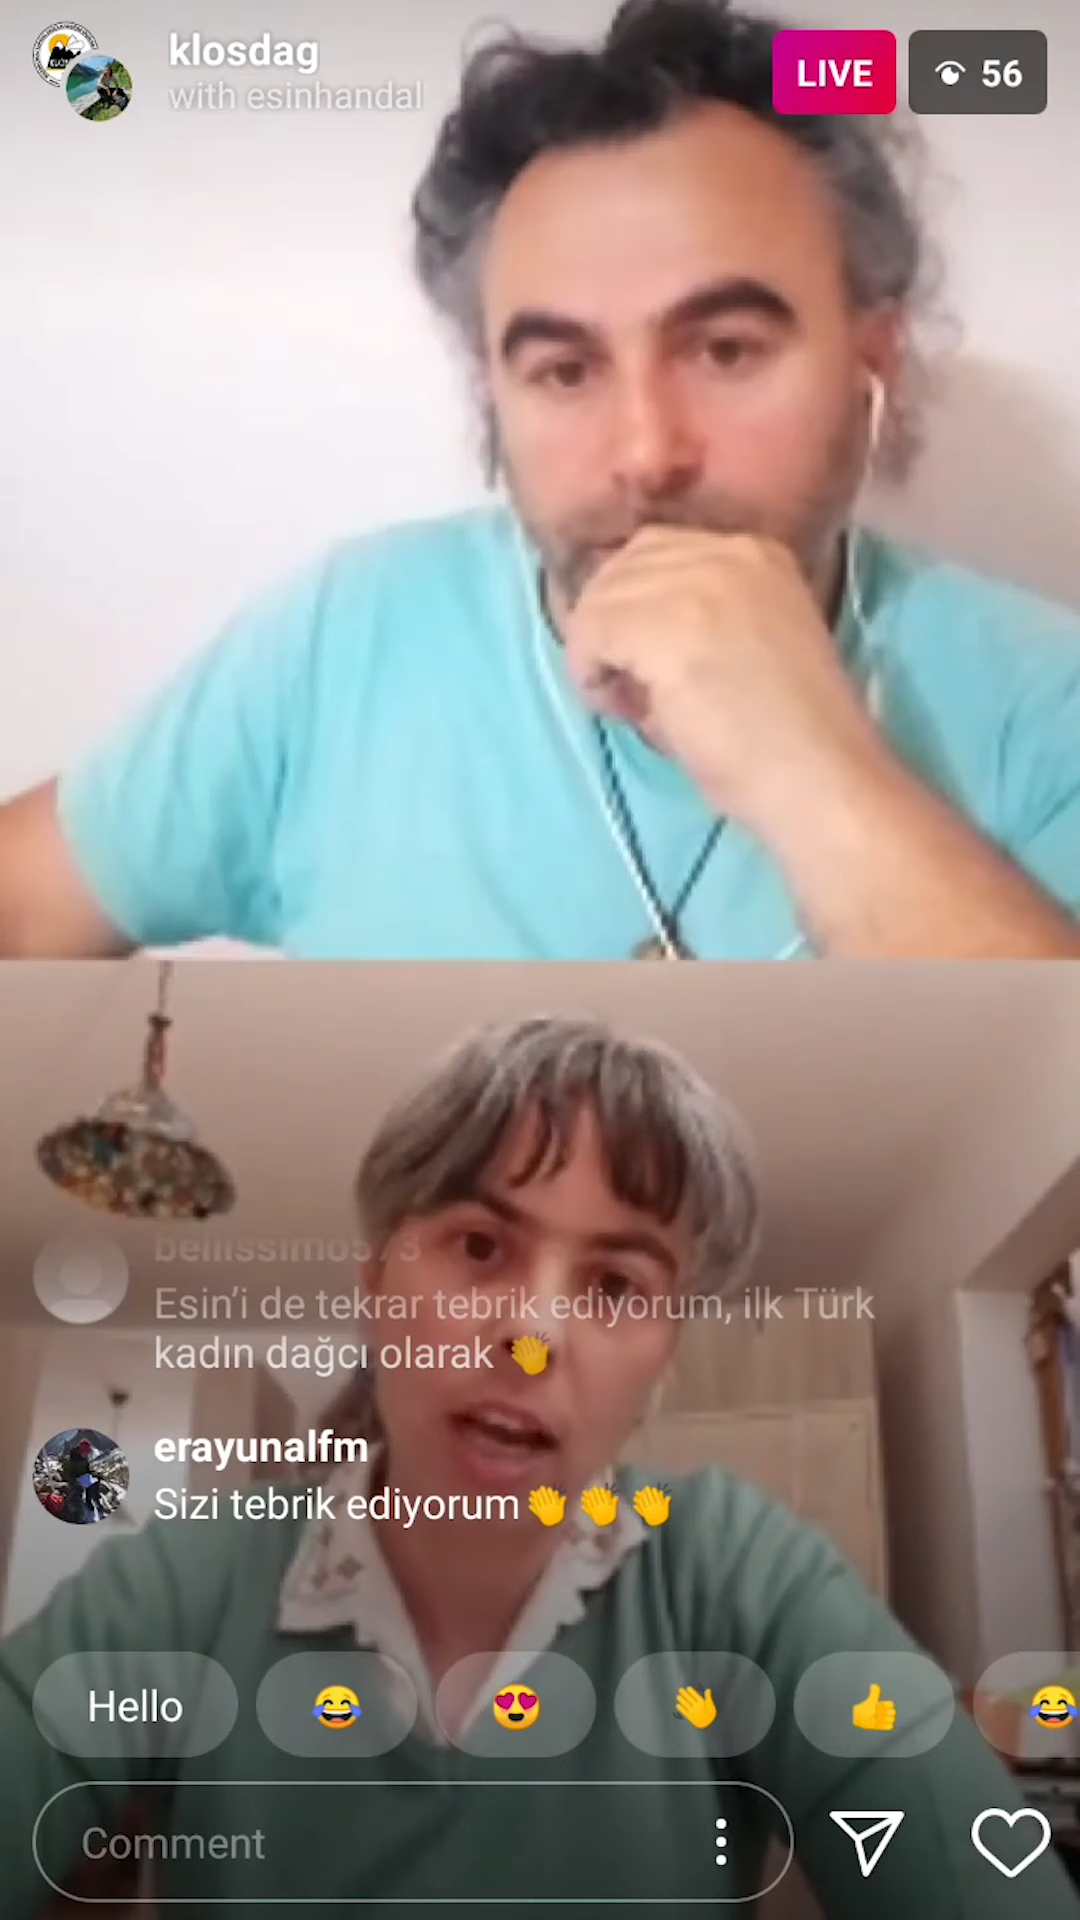 klosdag
with esinhandal
LIVE
56
bellissimo573
Esin’i de tekrar tebrik ediyorum, ilk Türk
kadın dağcı olarak 👏
erayunalfm
Sizi tebrik ediyorum👏👏👏
Hello
Comment